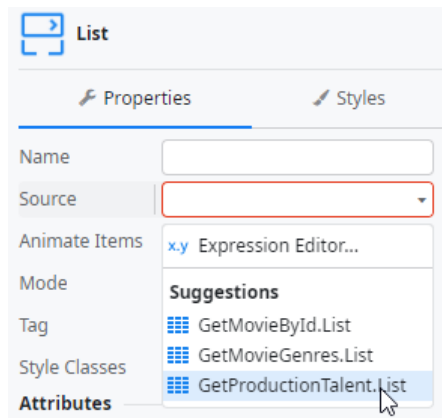 List
Properties Styles
Name
Source
Animate Items x.y Expression Editor...
Mode Suggestions
Tag GetMovieById.List
GetMovieGenres.List
Style Classes GetProductionTalent.List
Attributes